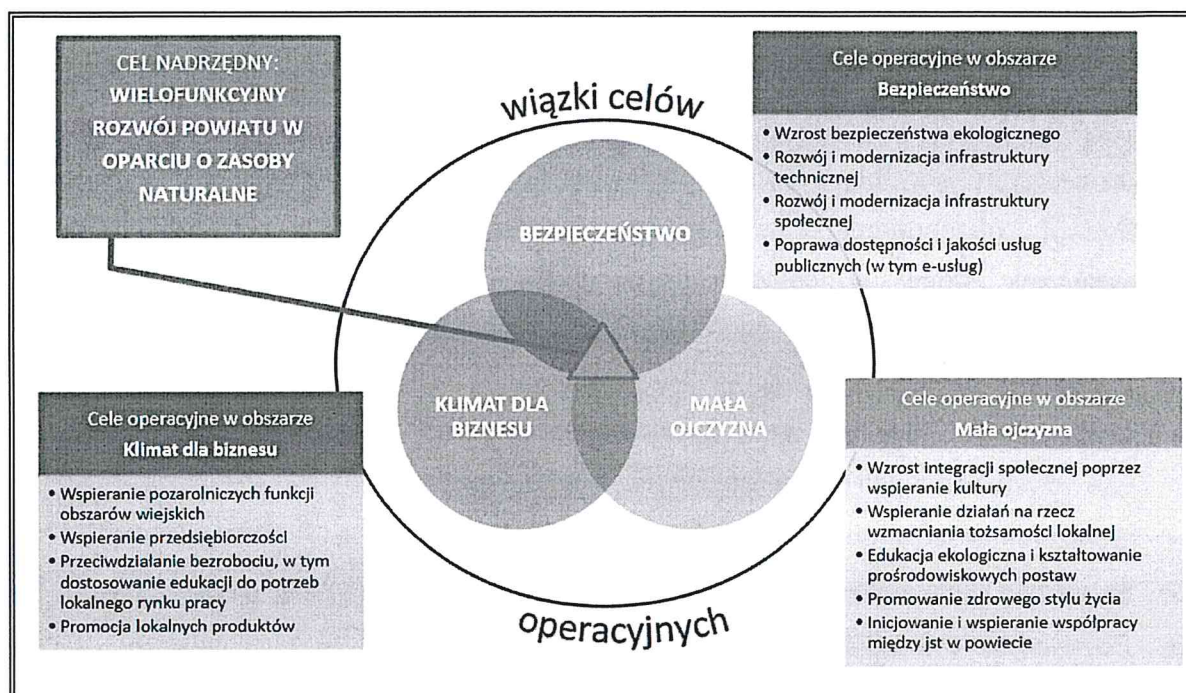 CEL NADRZĘDNY:
WIELOFUNKCYJNY
ROZWÓJ POWIATU W
OPARCIU O ZASOBY
NATURALNE
wiązki celów
operacyjnych
BEZPIECZEŃSTWO
KLIMAT DLA
BIZNESU
MAŁA
OJCZYZNA
Cele operacyjne w obszarze
Bezpieczeństwo
• Wzrost bezpieczeństwa ekologicznego
• Rozwój i modernizacja infrastruktury
technicznej
• Rozwój i modernizacja infrastruktury
społecznej
• Poprawa dostępności i jakości usług
publicznych (w tym e-usług)
Cele operacyjne w obszarze
Klimat dla biznesu
• Wspieranie pozarolniczych funkcji
obszarów wiejskich
• Wspieranie przedsiębiorczości
• Przeciwdziałanie bezrobociu, w tym
dostosowanie edukacji do potrzeb
lokalnego rynku pracy
• Promocja lokalnych produktów
Cele operacyjne w obszarze
Mała ojczyzna
• Wzrost integracji społecznej poprzez
wspieranie kultury
• Wspieranie działań na rzecz
wzmacniania tożsamości lokalnej
• Edukacja ekologiczna i kształtowanie
prośrodowiskowych postaw
• Promowanie zdrowego stylu życia
• Inicjowanie i wspieranie współpracy
między jst w powiecie